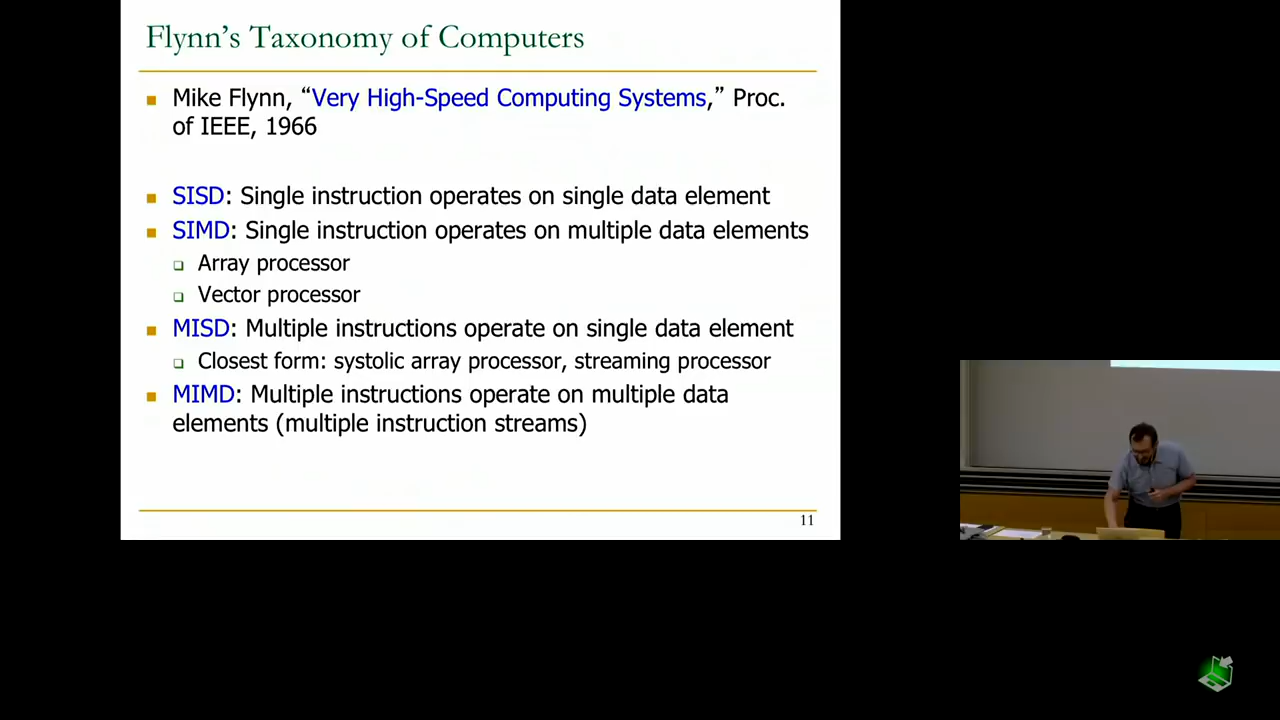 Flynn's Taxonomy of Computers
Mike Flynn, “Very High-Speed Computing Systems,” Proc.
of IEEE, 1966
SISD: Single instruction operates on single data element
SIMD: Single instruction operates on multiple data elements
Array processor
Vector processor
MISD: Multiple instructions operate on single data element
Closest form: systolic array processor, streaming processor
MIMD: Multiple instructions operate on multiple data
elements (multiple instruction streams)
11